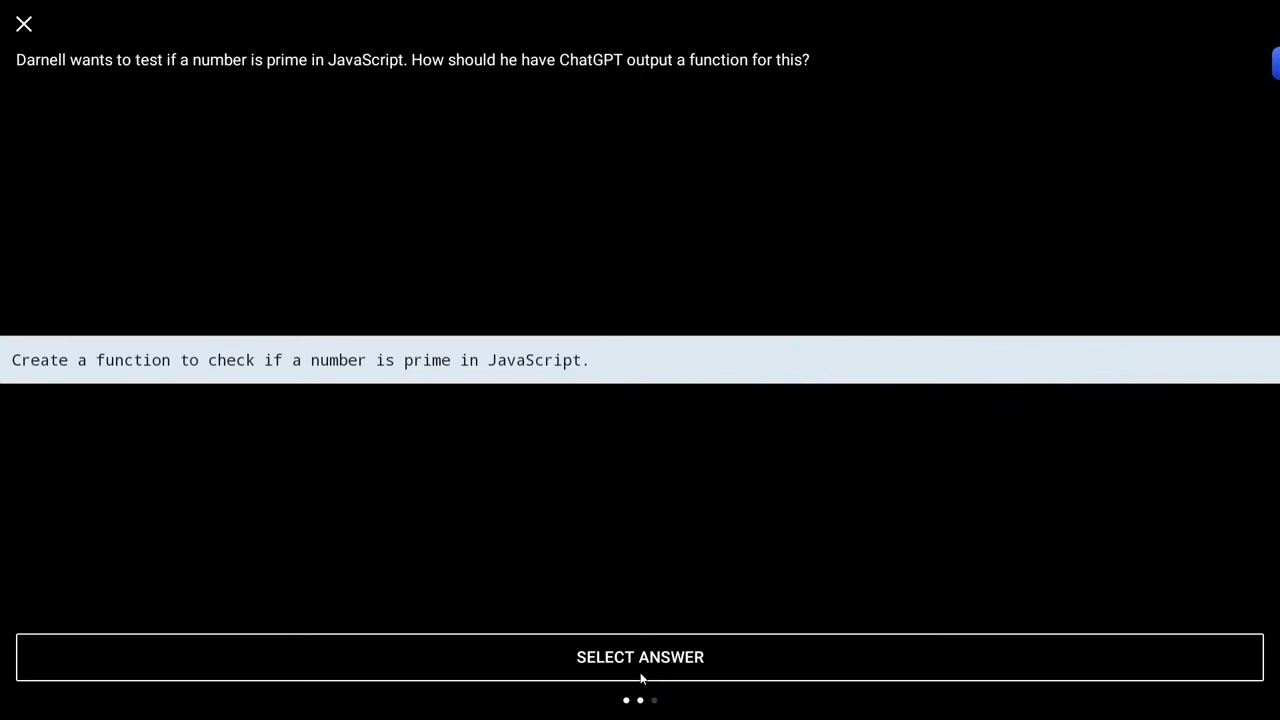 Darnell wants to test if a number is prime in JavaScript. How should he have ChatGPT output a function for this?
Create a function to check if a number is prime in JavaScript.
SELECT ANSWER